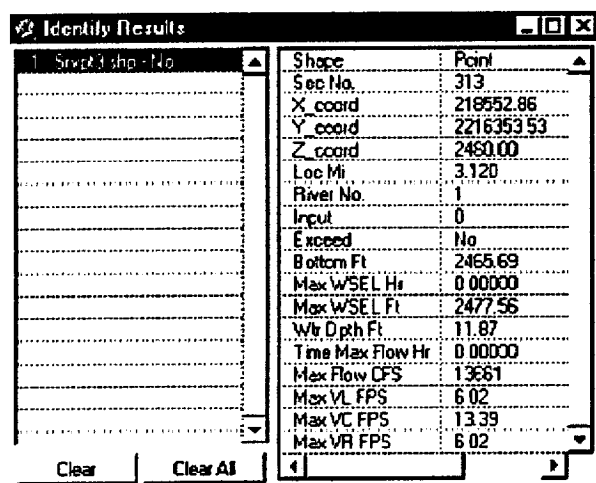 Identify Results
1: Srxpt3.shp - No
Shape Point
Sec No. 313
X_coord 218552.86
Y_coord 2216353.53
Z_coord 2480.00
Loc Mi 3.120
River No. 1
Input 0
Exceed No
Bottom Ft 2465.69
Max WSEL Hr 0.00000
Max WSEL Ft 2477.56
Wtr Dpth Ft 11.87
Time Max Flow Hr 0.00000
Max Flow CFS 13661
Max VL FPS 6.02
Max VC FPS 13.39
Max VR FPS 6.02
Clear Clear All